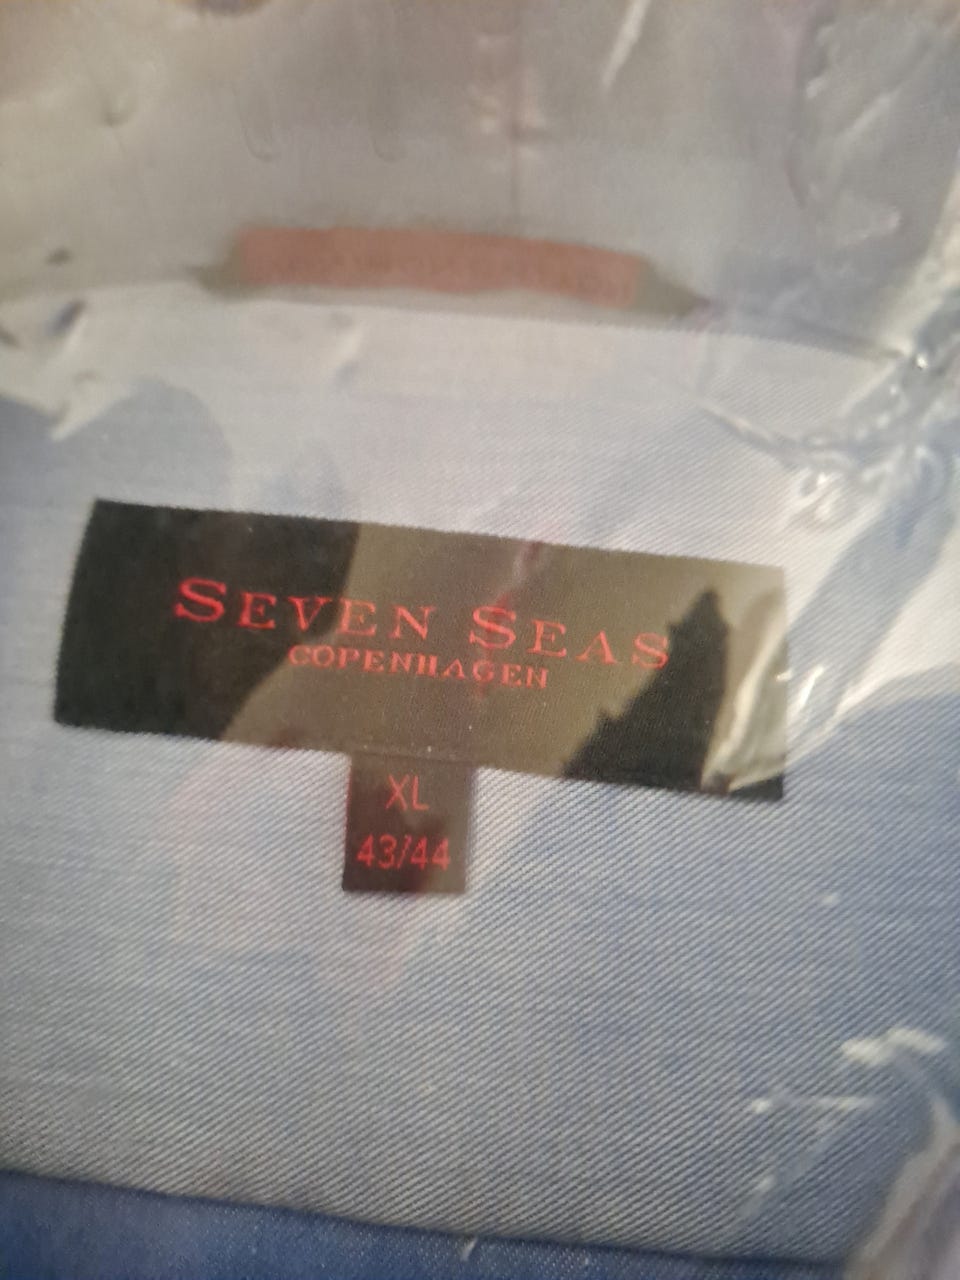 SEVEN SEAS
COPENHAGEN
XL
43/44